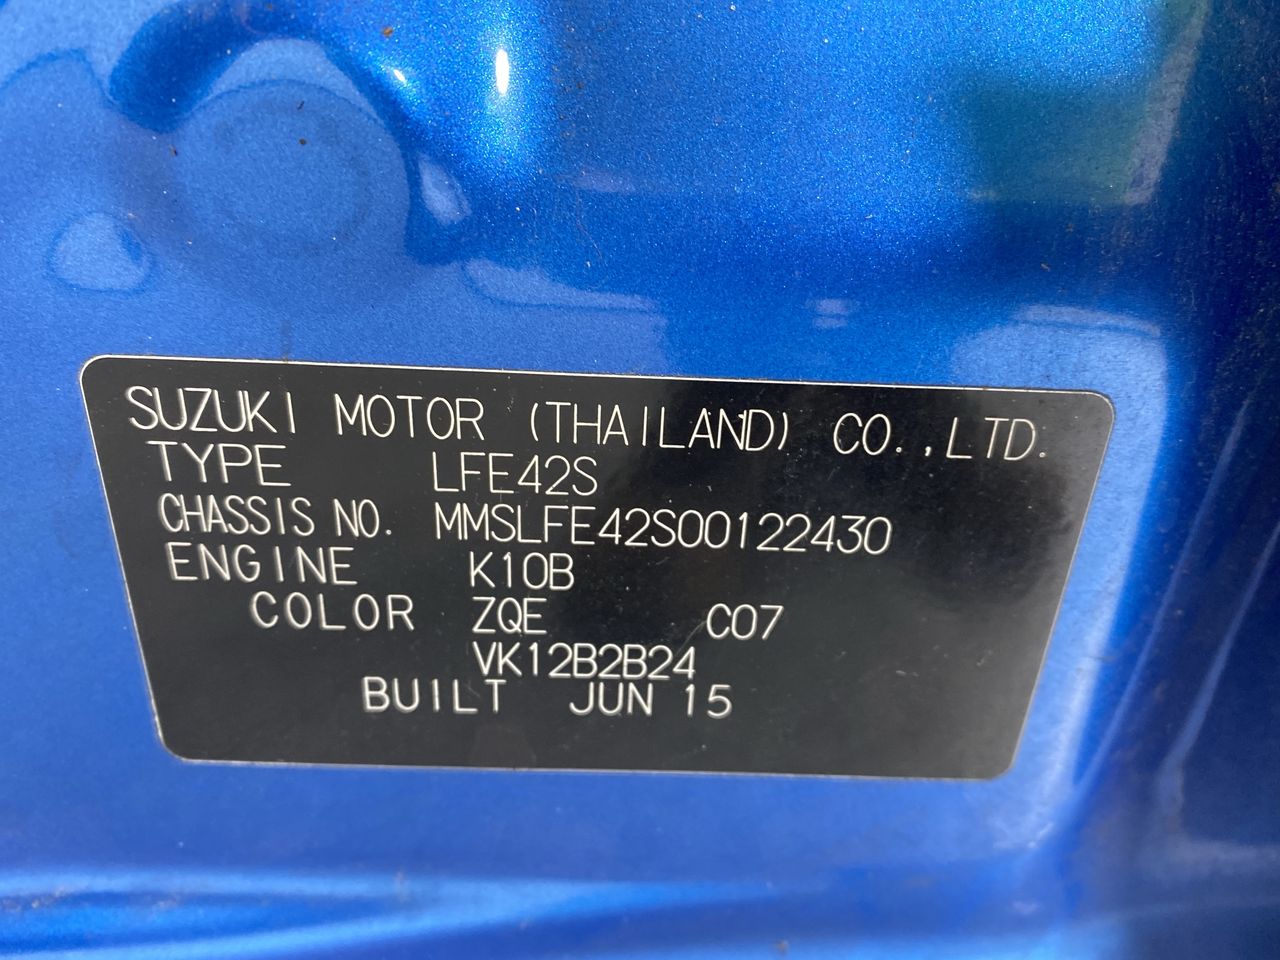 SUZUKI MOTOR (THAILAND) CO.,LTD.
TYPE LFE42S
CHASSIS NO. MMSLFE42S00122430
ENGINE K10B
COLOR ZQE C07
VK12B2B24
BUILT JUN 15